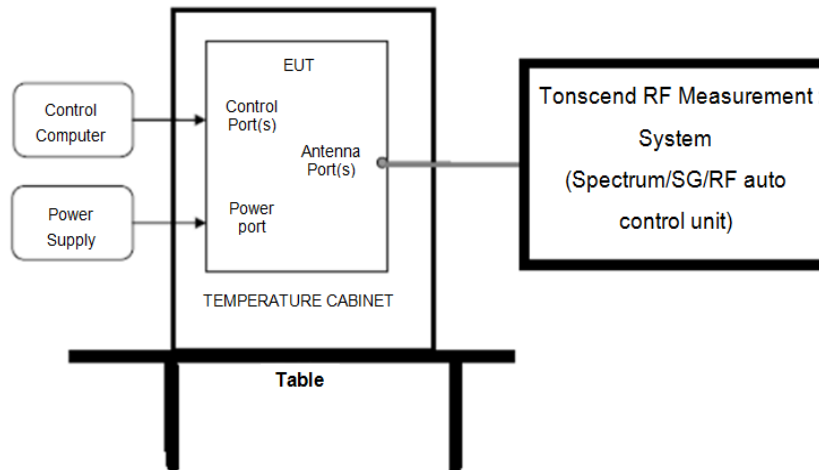 EUT
Control
Computer
Control
Port(s)
Antenna
Port(s)
Power
Supply
Power
port
TEMPERATURE CABINET
Table
Tonscend RF Measurement
System
(Spectrum/SG/RF auto
control unit)